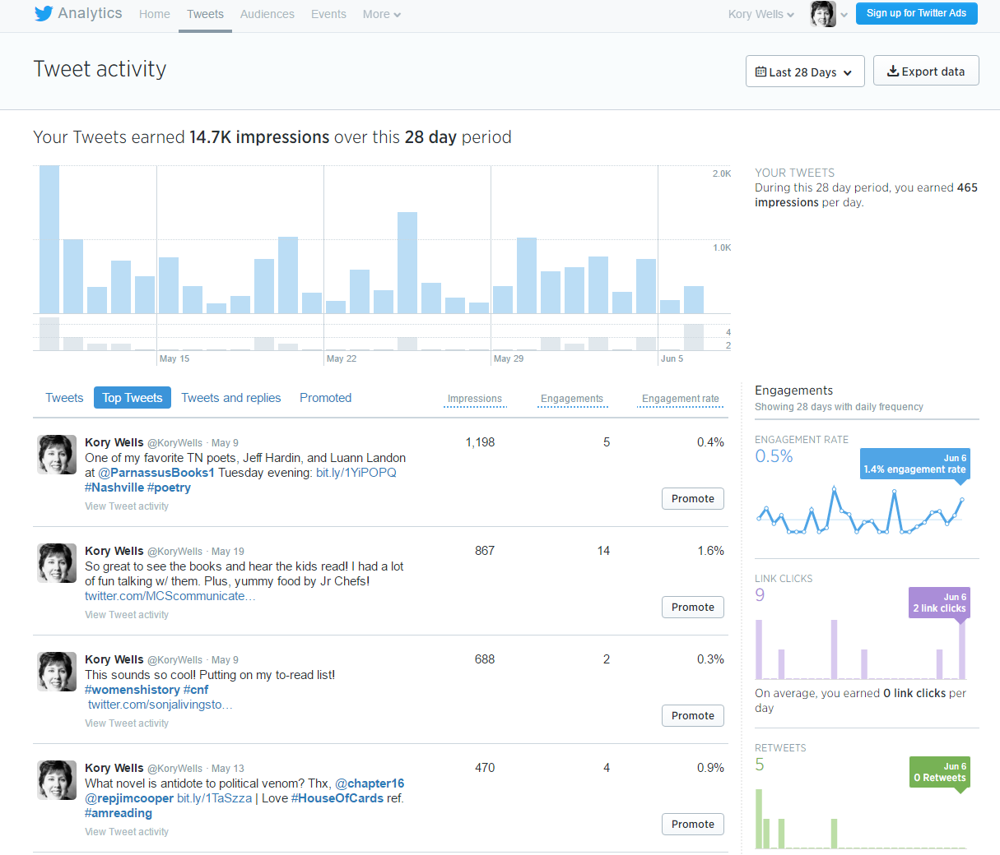 Analytics Home Tweets Audiences Events More Kory Wells Sign up for Twitter Ads
Tweet activity Last 28 Days Export data
Your Tweets earned 14.7K impressions over this 28 day period
2.0K
1.0K
4
2
May 15 May 22 May 29 Jun 5
YOUR TWEETS
During this 28 day period, you earned 465
impressions per day.
Tweets Top Tweets Tweets and replies Promoted Impressions Engagements Engagement rate
Kory Wells @KoryWells · May 9 1,198 5 0.4%
One of my favorite TN poets, Jeff Hardin, and Luann Landon
at @ParnassusBooks1 Tuesday evening: bit.ly/1YiPOPQ
#Nashville #poetry
View Tweet activity
Promote
Kory Wells @KoryWells · May 19 867 14 1.6%
So great to see the books and hear the kids read! I had a lot
of fun talking w/ them. Plus, yummy food by Jr Chefs!
twitter.com/MCScommunicate…
View Tweet activity
Promote
Kory Wells @KoryWells · May 9 688 2 0.3%
This sounds so cool! Putting on my to-read list!
#womenshistory #cnf
twitter.com/sonjalivingsto…
View Tweet activity
Promote
Kory Wells @KoryWells · May 13 470 4 0.9%
What novel is antidote to political venom? Thx, @chapter16
@repjimcooper bit.ly/1TaSzza | Love #HouseOfCards ref.
#amreading
View Tweet activity
Promote
Engagements
Showing 28 days with daily frequency
ENGAGEMENT RATE
0.5%
Jun 6
1.4% engagement rate
LINK CLICKS
9
Jun 6
2 link clicks
On average, you earned 0 link clicks per
day
RETWEETS
5
Jun 6
0 Retweets